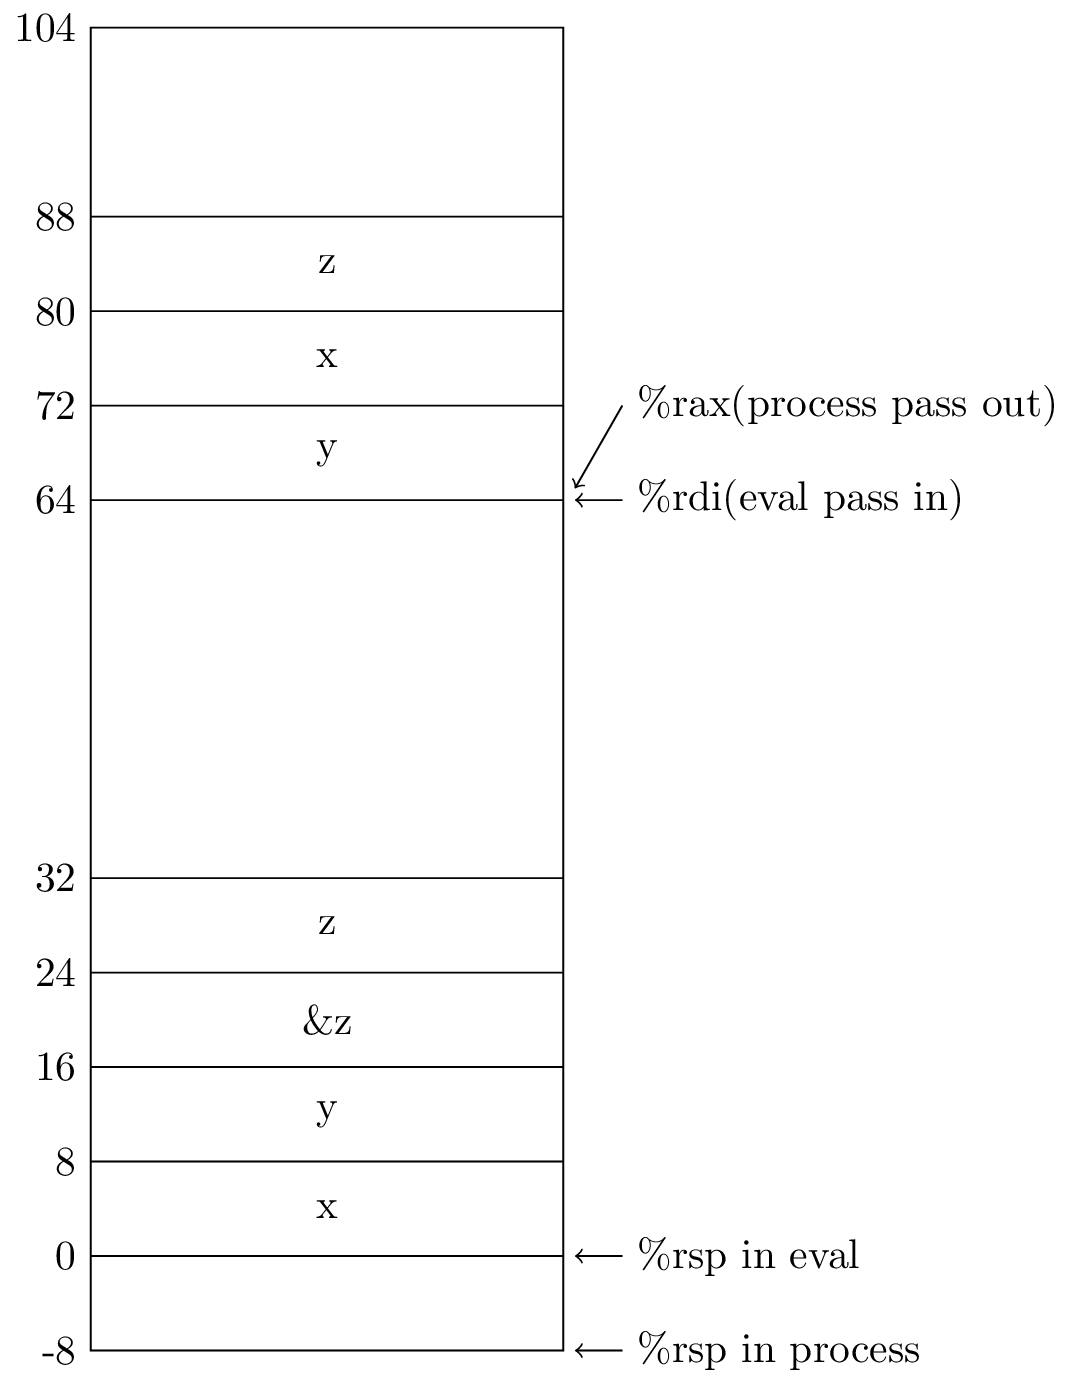 104
88
z
80
x
72
%rax(process pass out)
y
64
%rdi(eval pass in)
32
z
24
&z
16
y
8
x
0
%rsp in eval
-8
%rsp in process